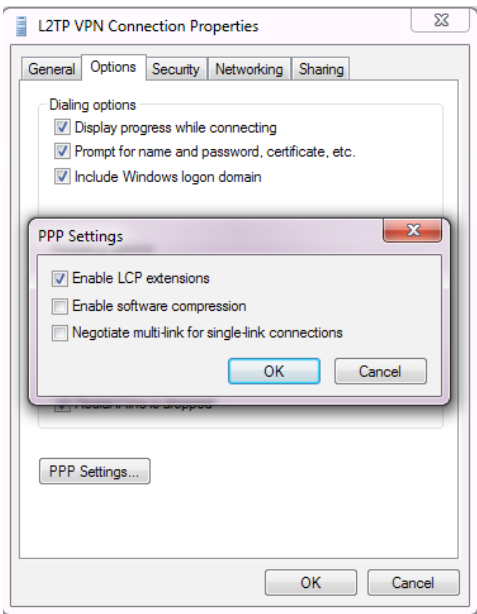 L2TP VPN Connection Properties
General Options Security Networking Sharing
Dialing options
Display progress while connecting
Prompt for name and password, certificate, etc.
Include Windows logon domain
PPP Settings
Enable LCP extensions
Enable software compression
Negotiate multi-link for single-link connections
OK Cancel
PPP Settings...
OK Cancel